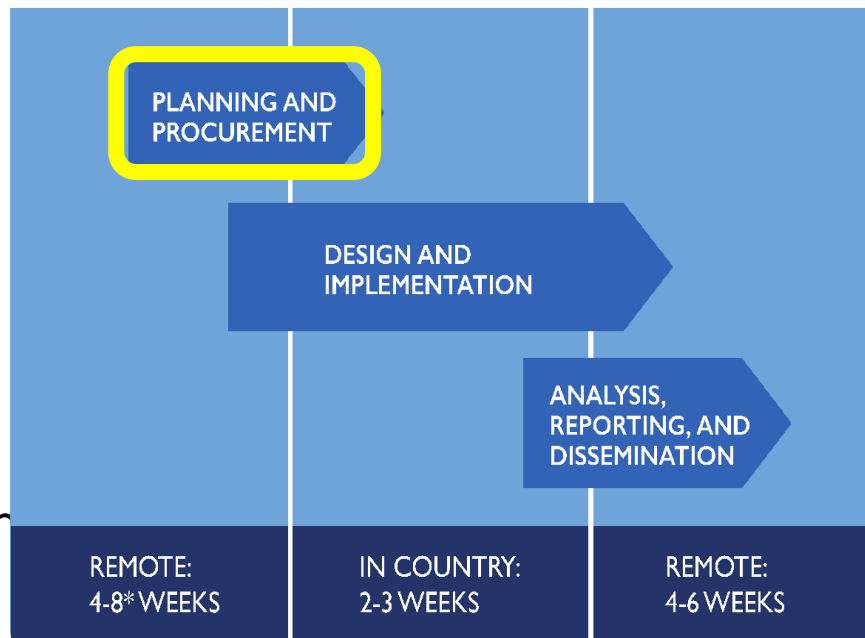 PLANNING AND
PROCUREMENT
DESIGN AND
IMPLEMENTATION
ANALYSIS,
REPORTING, AND
DISSEMINATION
REMOTE:
4-8* WEEKS
IN COUNTRY:
2-3 WEEKS
REMOTE:
4-6 WEEKS